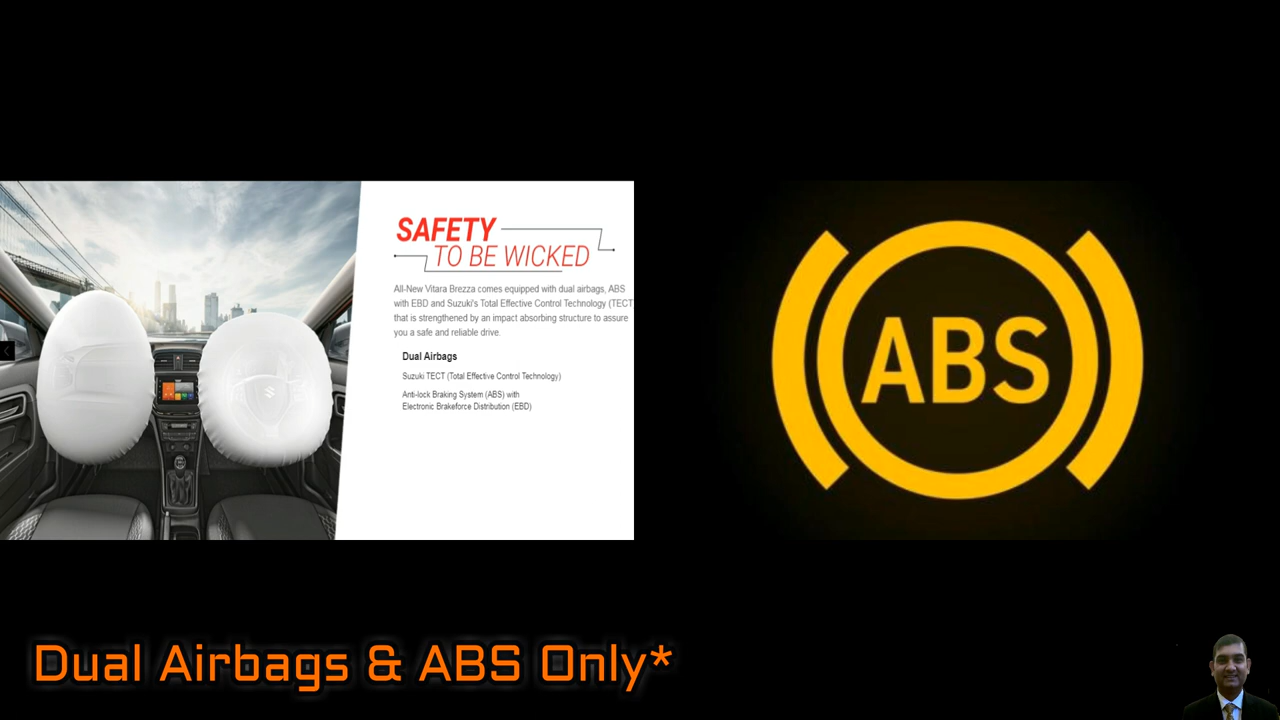 SAFETY
TO BE WICKED
All-New Vitara Brezza comes equipped with dual airbags, ABS
with EBD and Suzuki's Total Effective Control Technology (TECT
that is strengthened by an impact absorbing structure to assure
you a safe and reliable drive.
Dual Airbags
Suzuki TECT (Total Effective Control Technology)
Anti-lock Braking System (ABS) with
Electronic Brakeforce Distribution (EBD)
ABS
Dual Airbags & ABS Only*